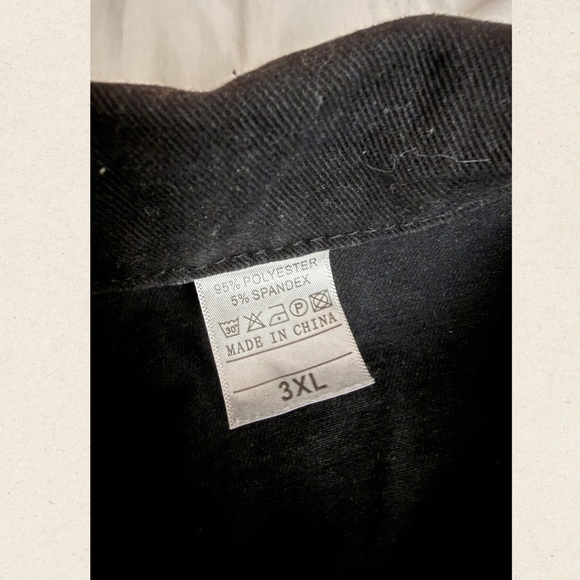 95% POLYESTER
5% SPANDEX
30° P
MADE IN CHINA
3XL